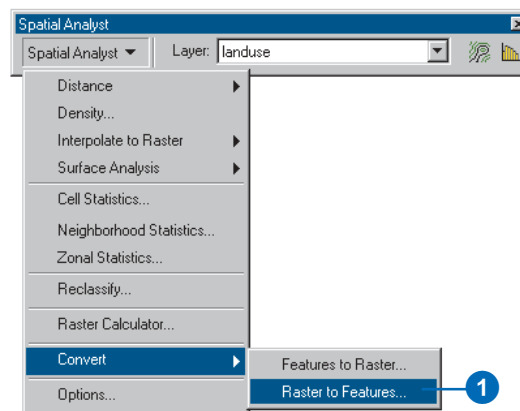 Spatial Analyst
Spatial Analyst Layer: landuse
Distance
Density...
Interpolate to Raster
Surface Analysis
Cell Statistics...
Neighborhood Statistics...
Zonal Statistics...
Reclassify...
Raster Calculator...
Convert
Features to Raster...
Raster to Features... 1
Options...